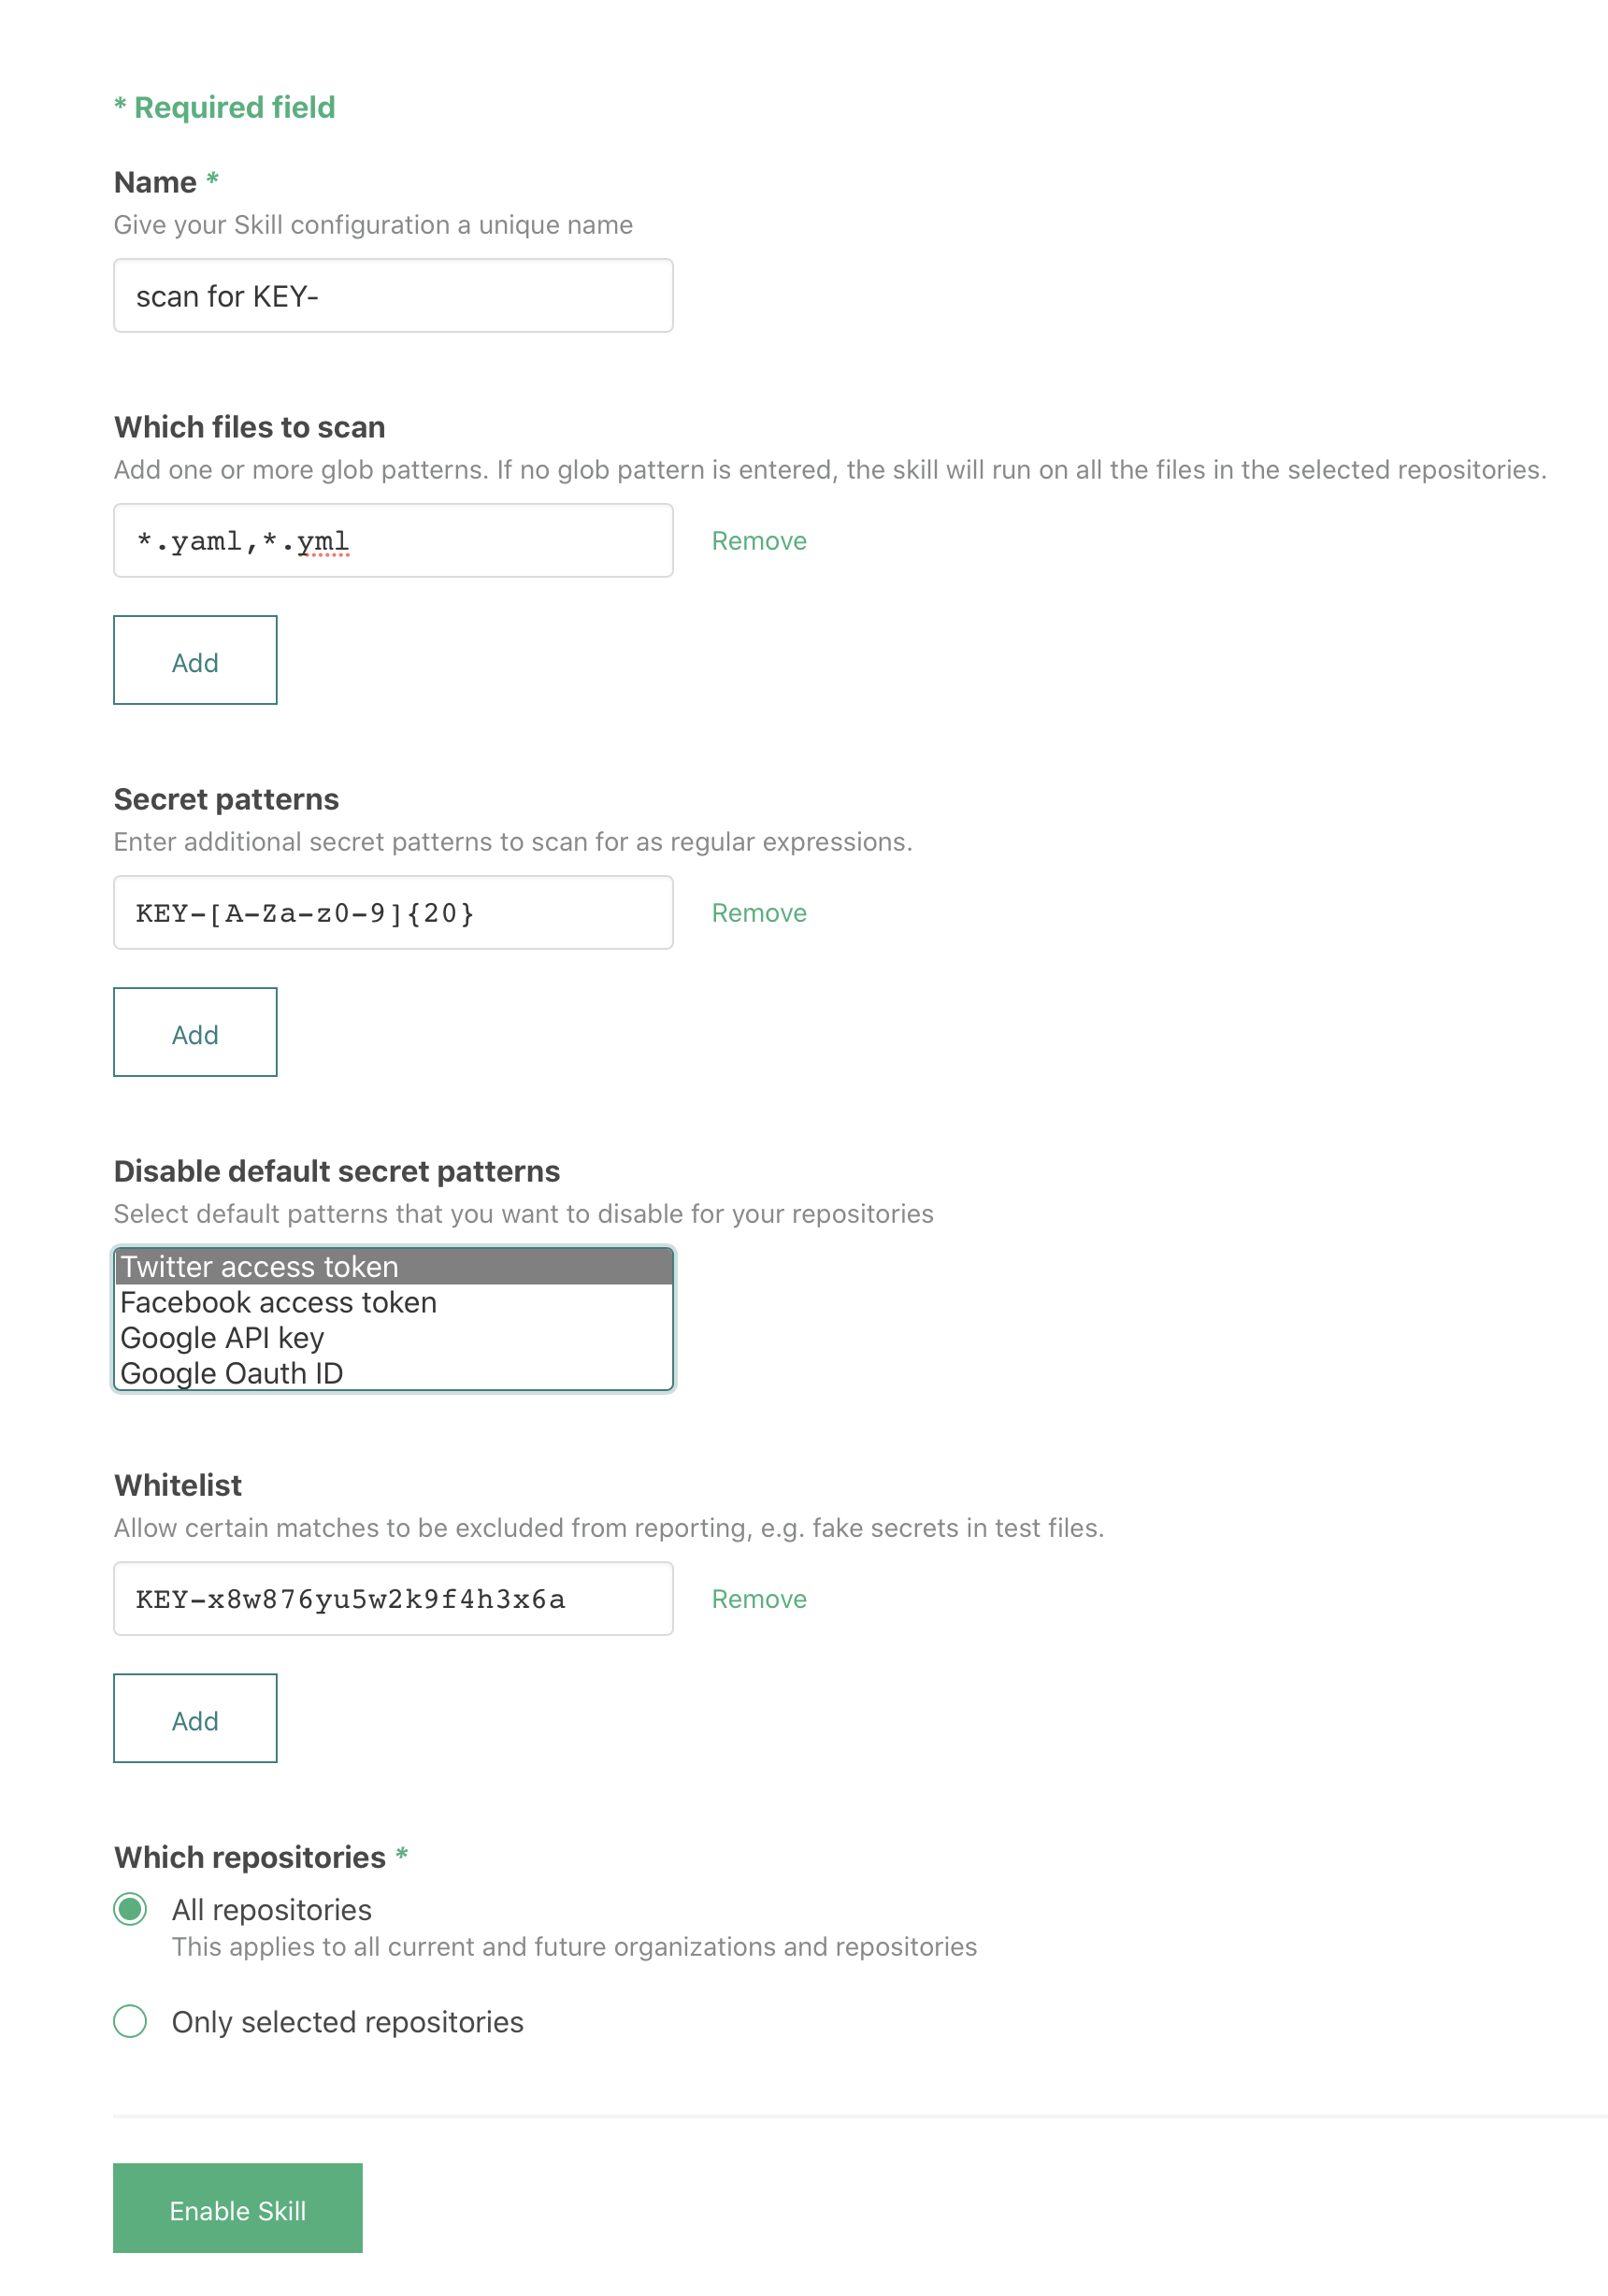 * Required field
Name *
Give your Skill configuration a unique name
scan for KEY-
Which files to scan
Add one or more glob patterns. If no glob pattern is entered, the skill will run on all the files in the selected repositories.
*.yaml,*.yml
Remove
Add
Secret patterns
Enter additional secret patterns to scan for as regular expressions.
KEY-[A-Za-z0-9]{20}
Remove
Add
Disable default secret patterns
Select default patterns that you want to disable for your repositories
Twitter access token
Facebook access token
Google API key
Google Oauth ID
Whitelist
Allow certain matches to be excluded from reporting, e.g. fake secrets in test files.
KEY-x8w876yu5w2k9f4h3x6a
Remove
Add
Which repositories *
All repositories
This applies to all current and future organizations and repositories
Only selected repositories
Enable Skill